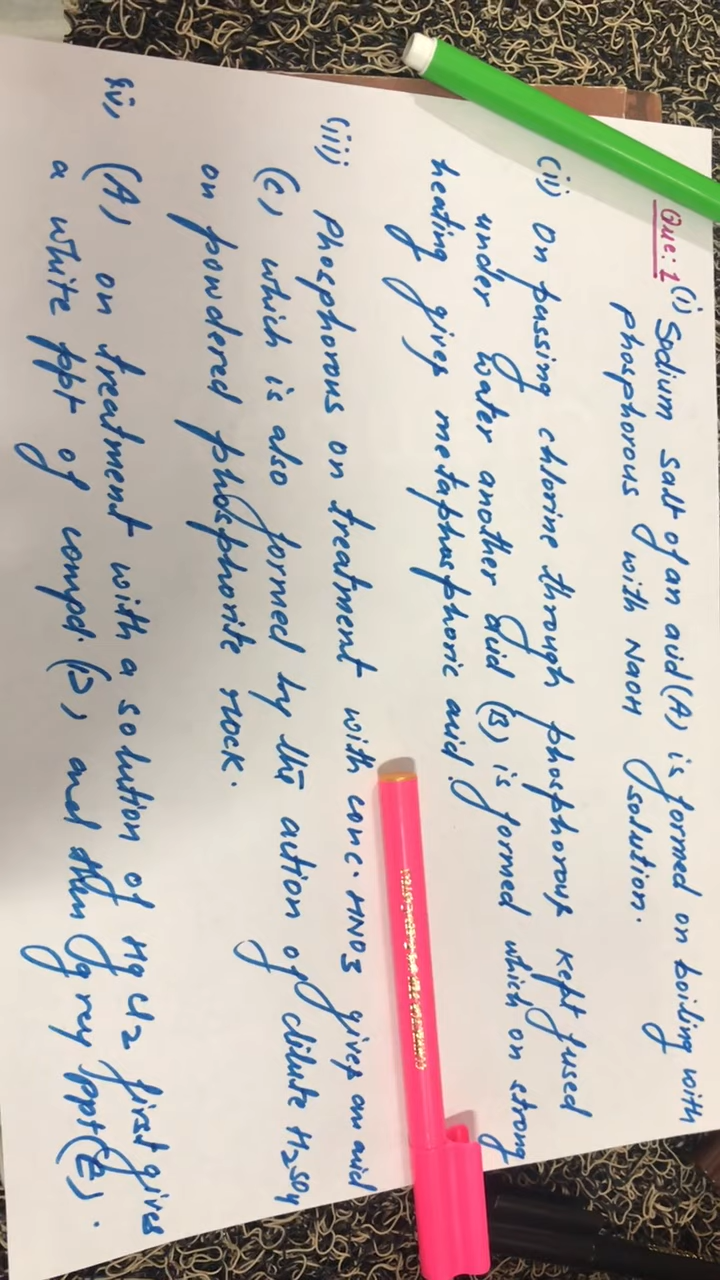 Que: 1 (i) Sodium salt of an acid (A) is formed on boiling with
phosphorous with NaOH solution.
(ii) On passing chlorine through phosphorous kept fused
under water another acid (B) is formed which on strong
heating gives metaphosphoric acid.
(iii) Phosphorous on treatment with conc. HNO3 gives an acid
(c) which is also formed by the action of dilute H2SO4
on powdered phosphorite rock.
iv, (A), on treatment with a solution of HgCl2 first gives
a white ppt of compd. (D), and then gray ppt (E).